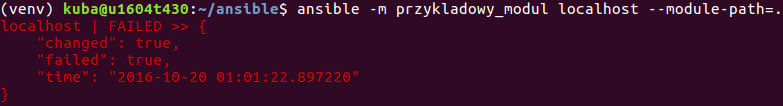 (venv) kuba@u1604t430:~/ansible$ ansible -m przykladowy_modul localhost --module-path=.
localhost | FAILED >> {
    "changed": true,
    "failed": true,
    "time": "2016-10-20 01:01:22.897220"
}